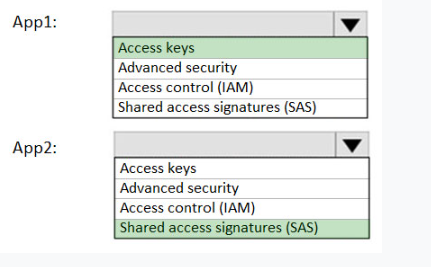 App1:
Access keys
Advanced security
Access control (IAM)
Shared access signatures (SAS)
App2:
Access keys
Advanced security
Access control (IAM)
Shared access signatures (SAS)